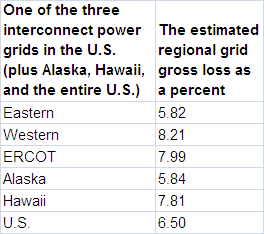 One of the three
interconnect power
grids in the U.S.
(plus Alaska, Hawaii,
and the entire U.S.)
The estimated
regional grid
gross loss as
a percent
Eastern 5.82
Western 8.21
ERCOT 7.99
Alaska 5.84
Hawaii 7.81
U.S. 6.50